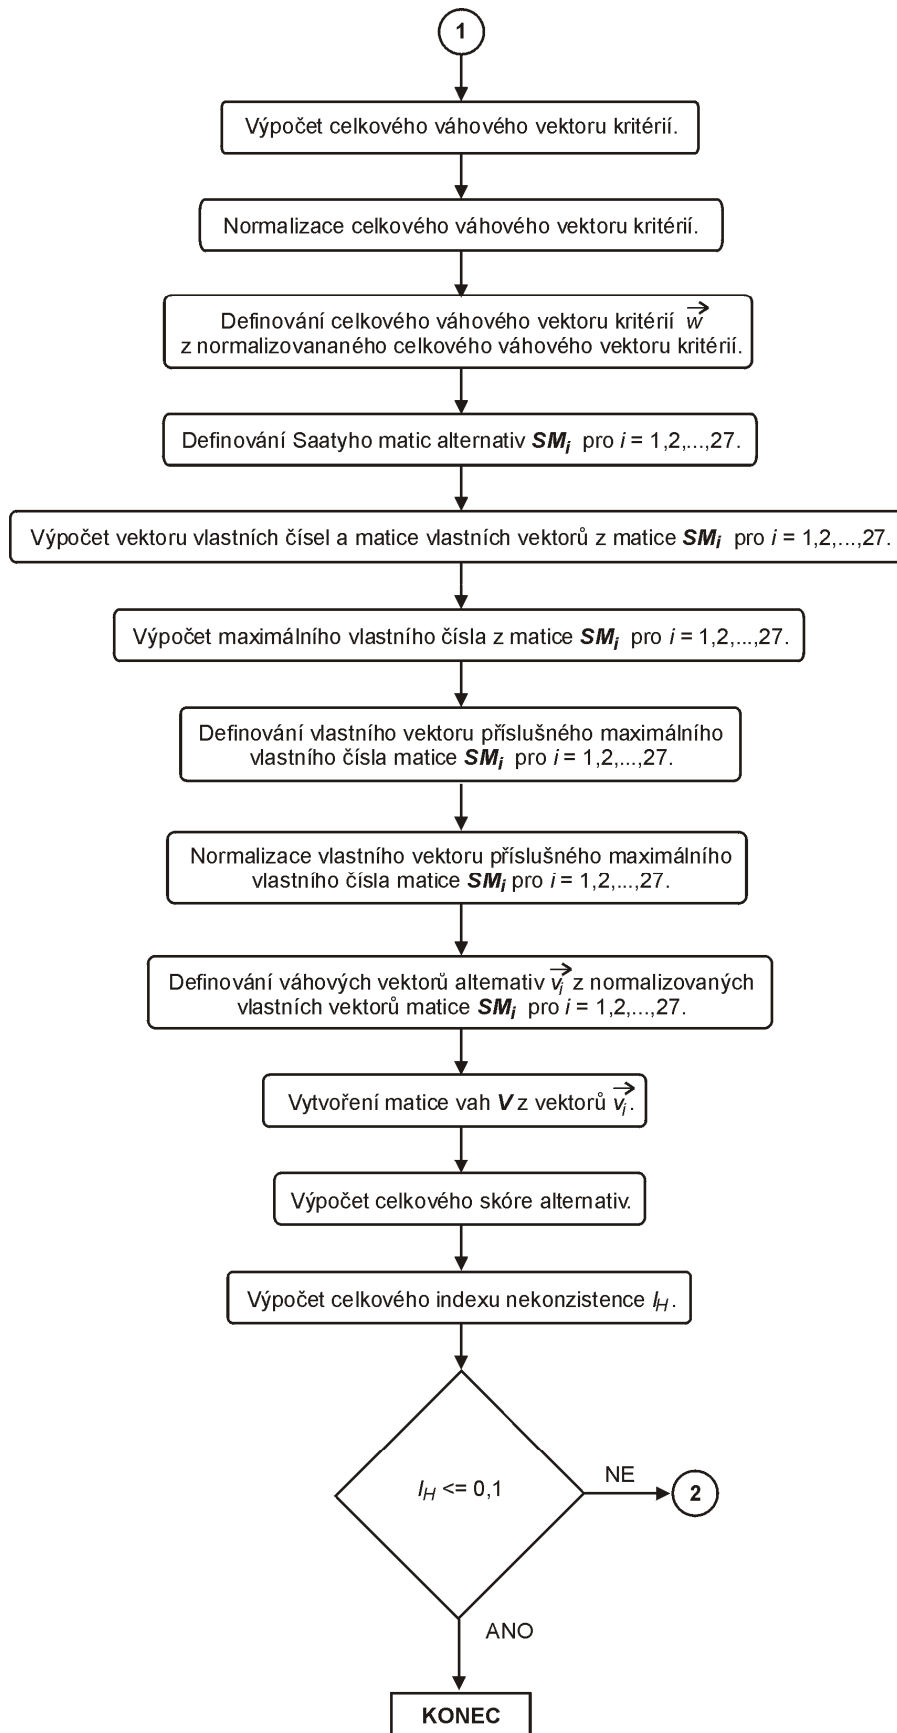 1
Výpočet celkového váhového vektoru kritérií.
Normalizace celkového váhového vektoru kritérií.
Definování celkového váhového vektoru kritérií w⃗
z normalizovananého celkového váhového vektoru kritérií.
Definování Saatyho matic alternativ SMi pro i = 1,2,...,27.
Výpočet vektoru vlastních čísel a matice vlastních vektorů z matice SMi pro i = 1,2,...,27.
Výpočet maximálního vlastního čísla z matice SMi pro i = 1,2,...,27.
Definování vlastního vektoru příslušného maximálního
vlastního čísla matice SMi pro i = 1,2,...,27.
Normalizace vlastního vektoru příslušného maximálního
vlastního čísla matice SMi pro i = 1,2,...,27.
Definování váhových vektorů alternativ v⃗i z normalizovaných
vlastních vektorů matice SMi pro i = 1,2,...,27.
Vytvoření matice vah V z vektorů v⃗i.
Výpočet celkového skóre alternativ.
Výpočet celkového indexu nekonzistence IH.
IH <= 0,1
NE
2
ANO
KONEC